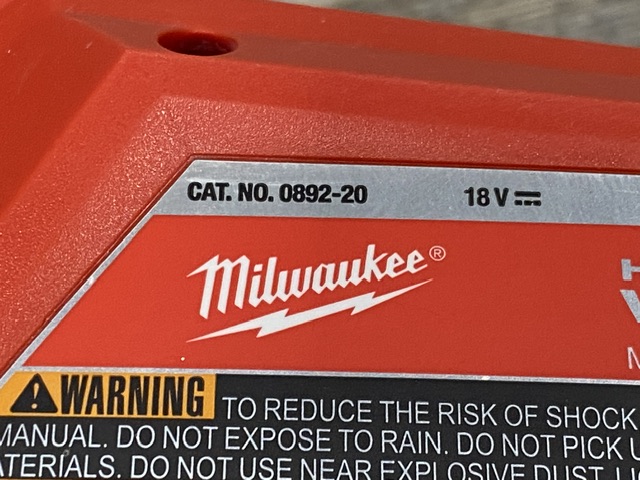 CAT. NO. 0892-20 18 V
Milwaukee®
WARNING TO REDUCE THE RISK OF SHOCK
MANUAL. DO NOT EXPOSE TO RAIN. DO NOT PICK
DO NOT USE NEAR EXPLOSIVE DUST,